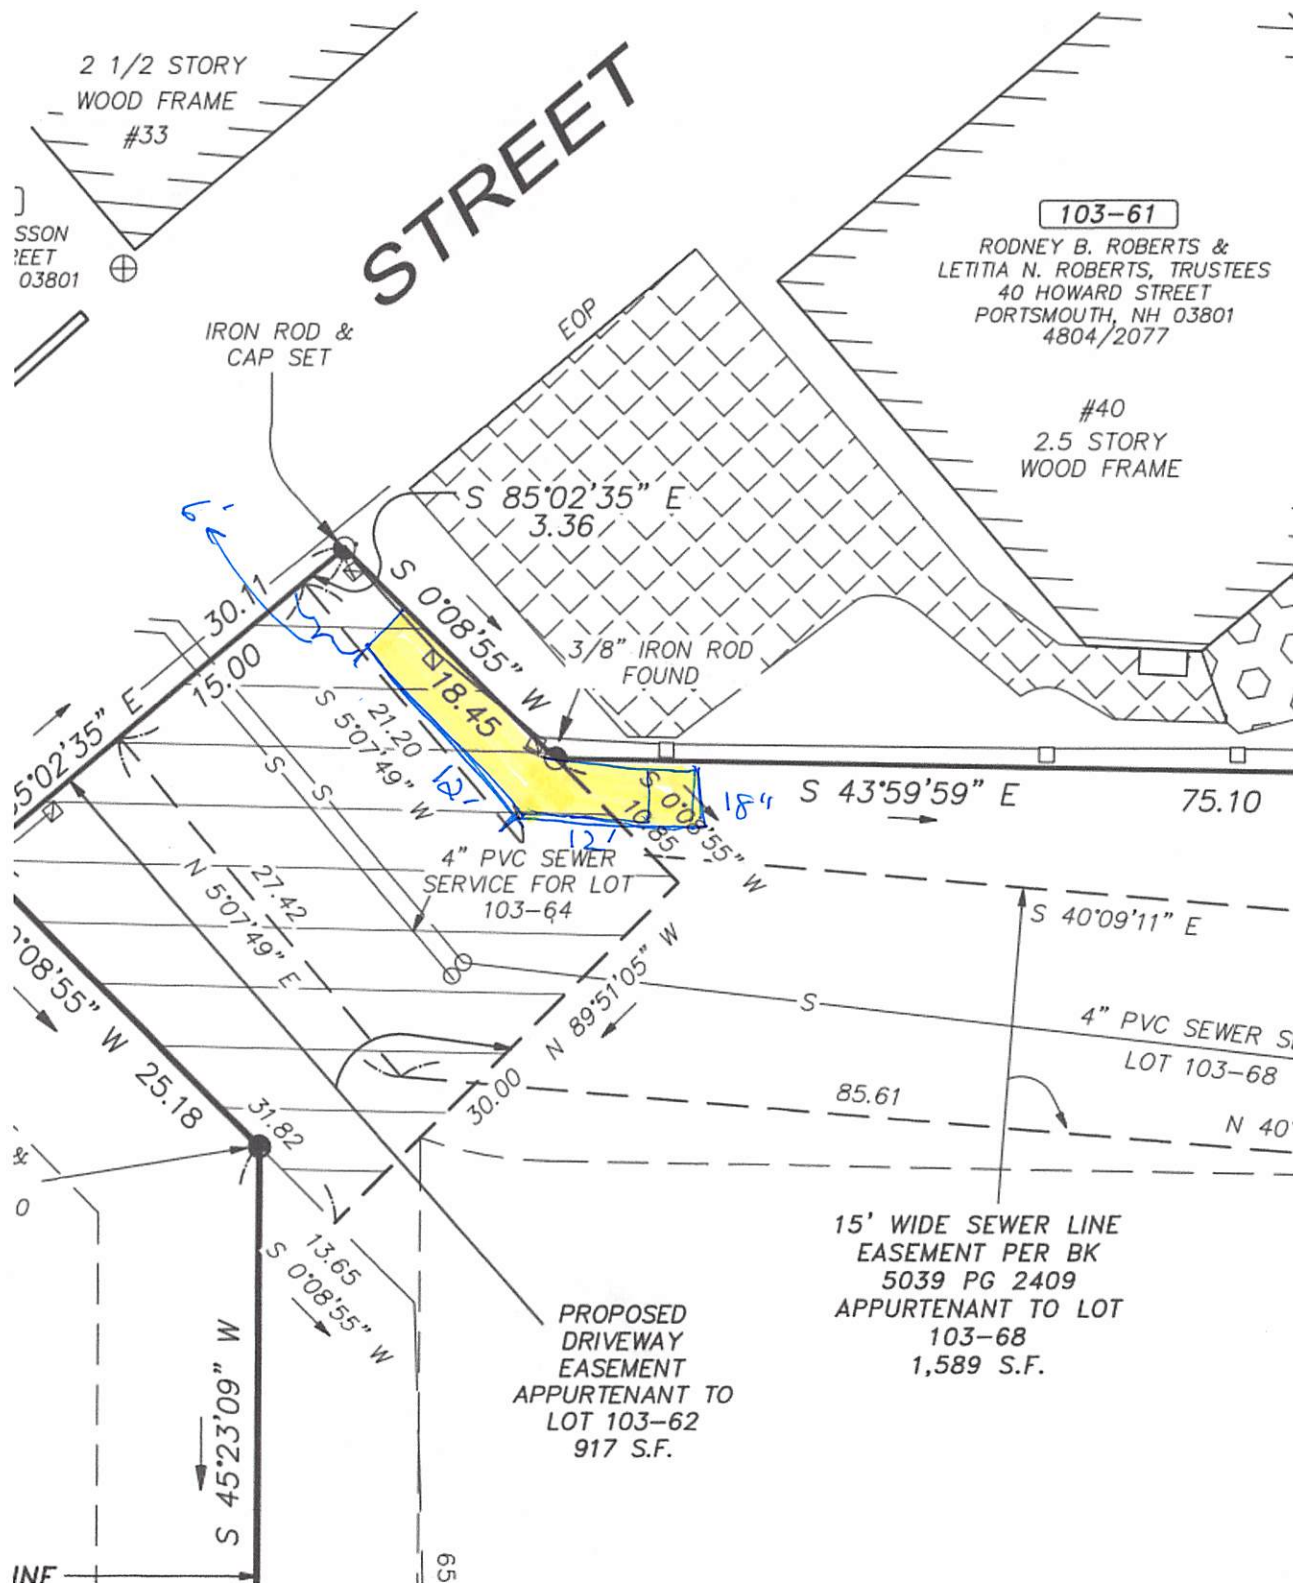 2 1/2 STORY
WOOD FRAME
#33
STREET
SSON
REET
03801
103-61
RODNEY B. ROBERTS &
LETITIA N. ROBERTS, TRUSTEES
40 HOWARD STREET
PORTSMOUTH, NH 03801
4804/2077
IRON ROD &
CAP SET
EOP
#40
2.5 STORY
WOOD FRAME
S 85°02'35" E
3.36
6'
30.11
15.00
S 0°08'55" W
18.45
3/8" IRON ROD
FOUND
5°02'35" E
21.20
S 5°07'49" W
12'
12'
18"
S 0°08'55" W
10.85
S 43°59'59" E
75.10
S
S
4" PVC SEWER
SERVICE FOR LOT
103-64
27.42
N 5°07'49" E
S 40°09'11" E
0°08'55" W
25.18
N 89°51'05" W
30.00
S
4" PVC SEWER
LOT 103-68
85.61
N 40°
31.82
&
0
13.65
S 0°08'55" W
15' WIDE SEWER LINE
EASEMENT PER BK
5039 PG 2409
APPURTENANT TO LOT
103-68
1,589 S.F.
PROPOSED
DRIVEWAY
EASEMENT
APPURTENANT TO
LOT 103-62
917 S.F.
S 45°23'09" W
INE
65